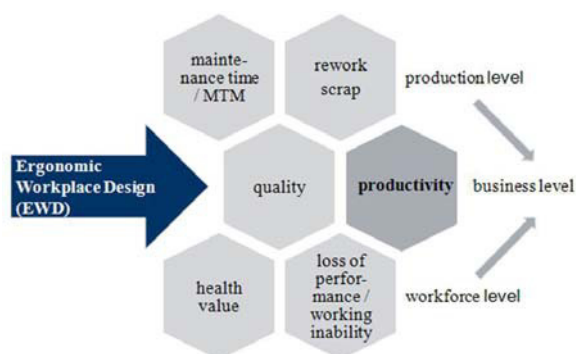 mainte-
nance time
/ MTM
rework
scrap
production level
Ergonomic
Workplace Design
(EWD)
quality
productivity
business level
health
value
loss of
perfor-
mance /
working
inability
workforce level